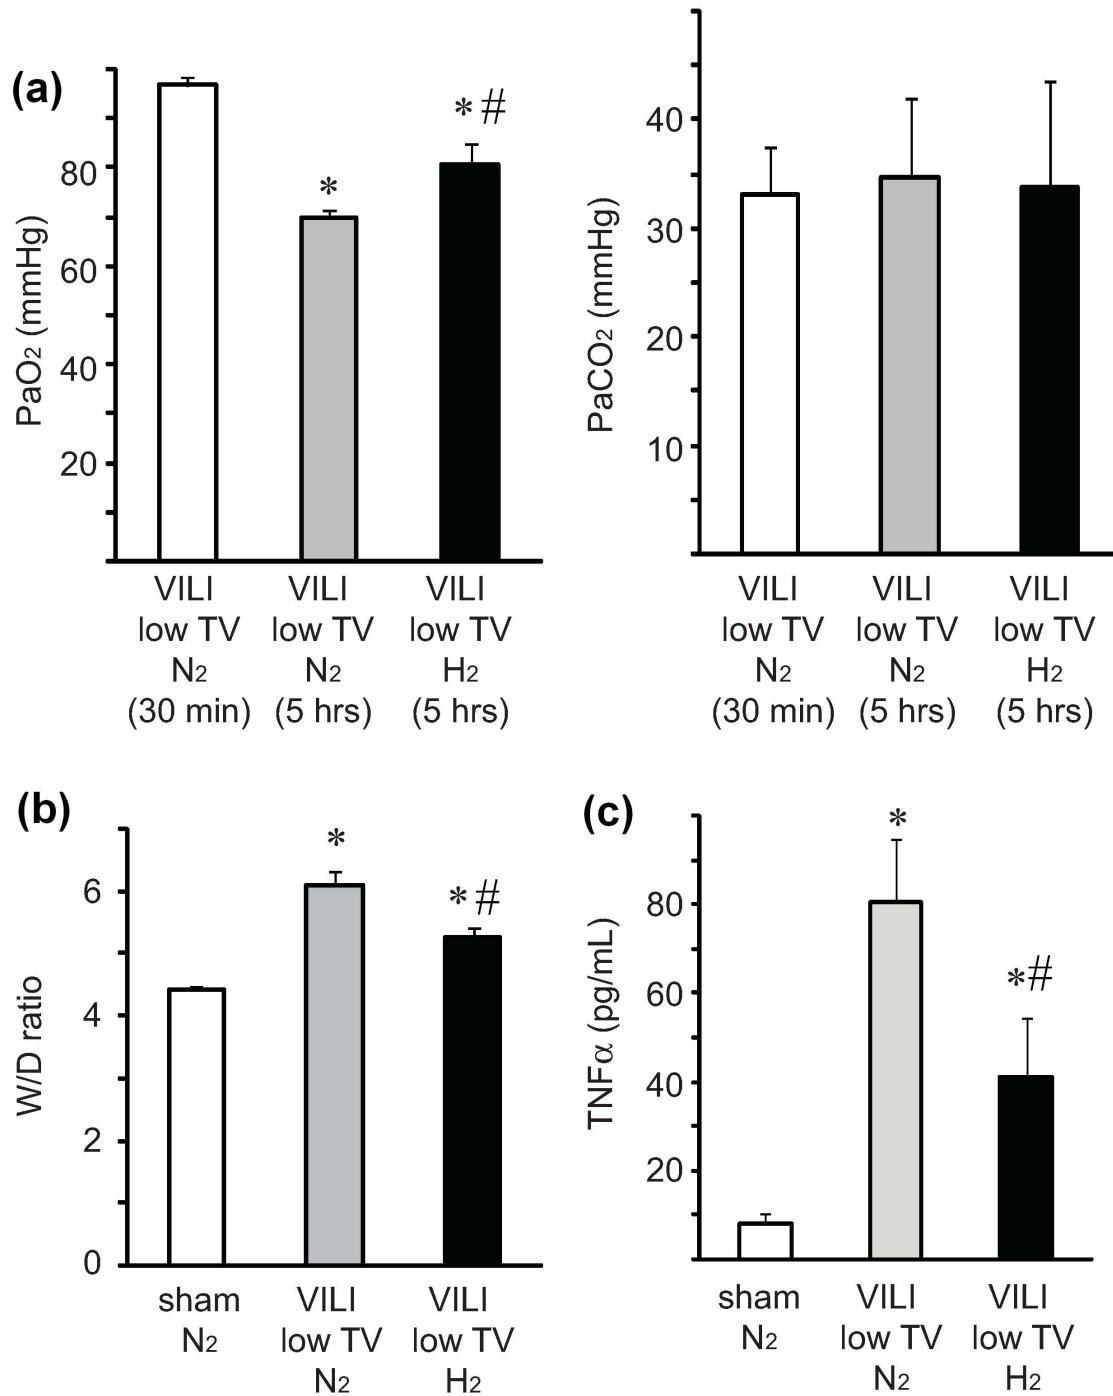 (a)
PaO2 (mmHg)
80
60
40
20
*
*#
VILI
low TV
N2
(30 min)
VILI
low TV
N2
(5 hrs)
VILI
low TV
H2
(5 hrs)
PaCO2 (mmHg)
40
30
20
10
VILI
low TV
N2
(30 min)
VILI
low TV
N2
(5 hrs)
VILI
low TV
H2
(5 hrs)
(b)
W/D ratio
6
4
2
0
*
*#
sham
N2
VILI
low TV
N2
VILI
low TV
H2
(c)
TNFα (pg/mL)
80
60
40
20
*
*#
sham
N2
VILI
low TV
N2
VILI
low TV
H2